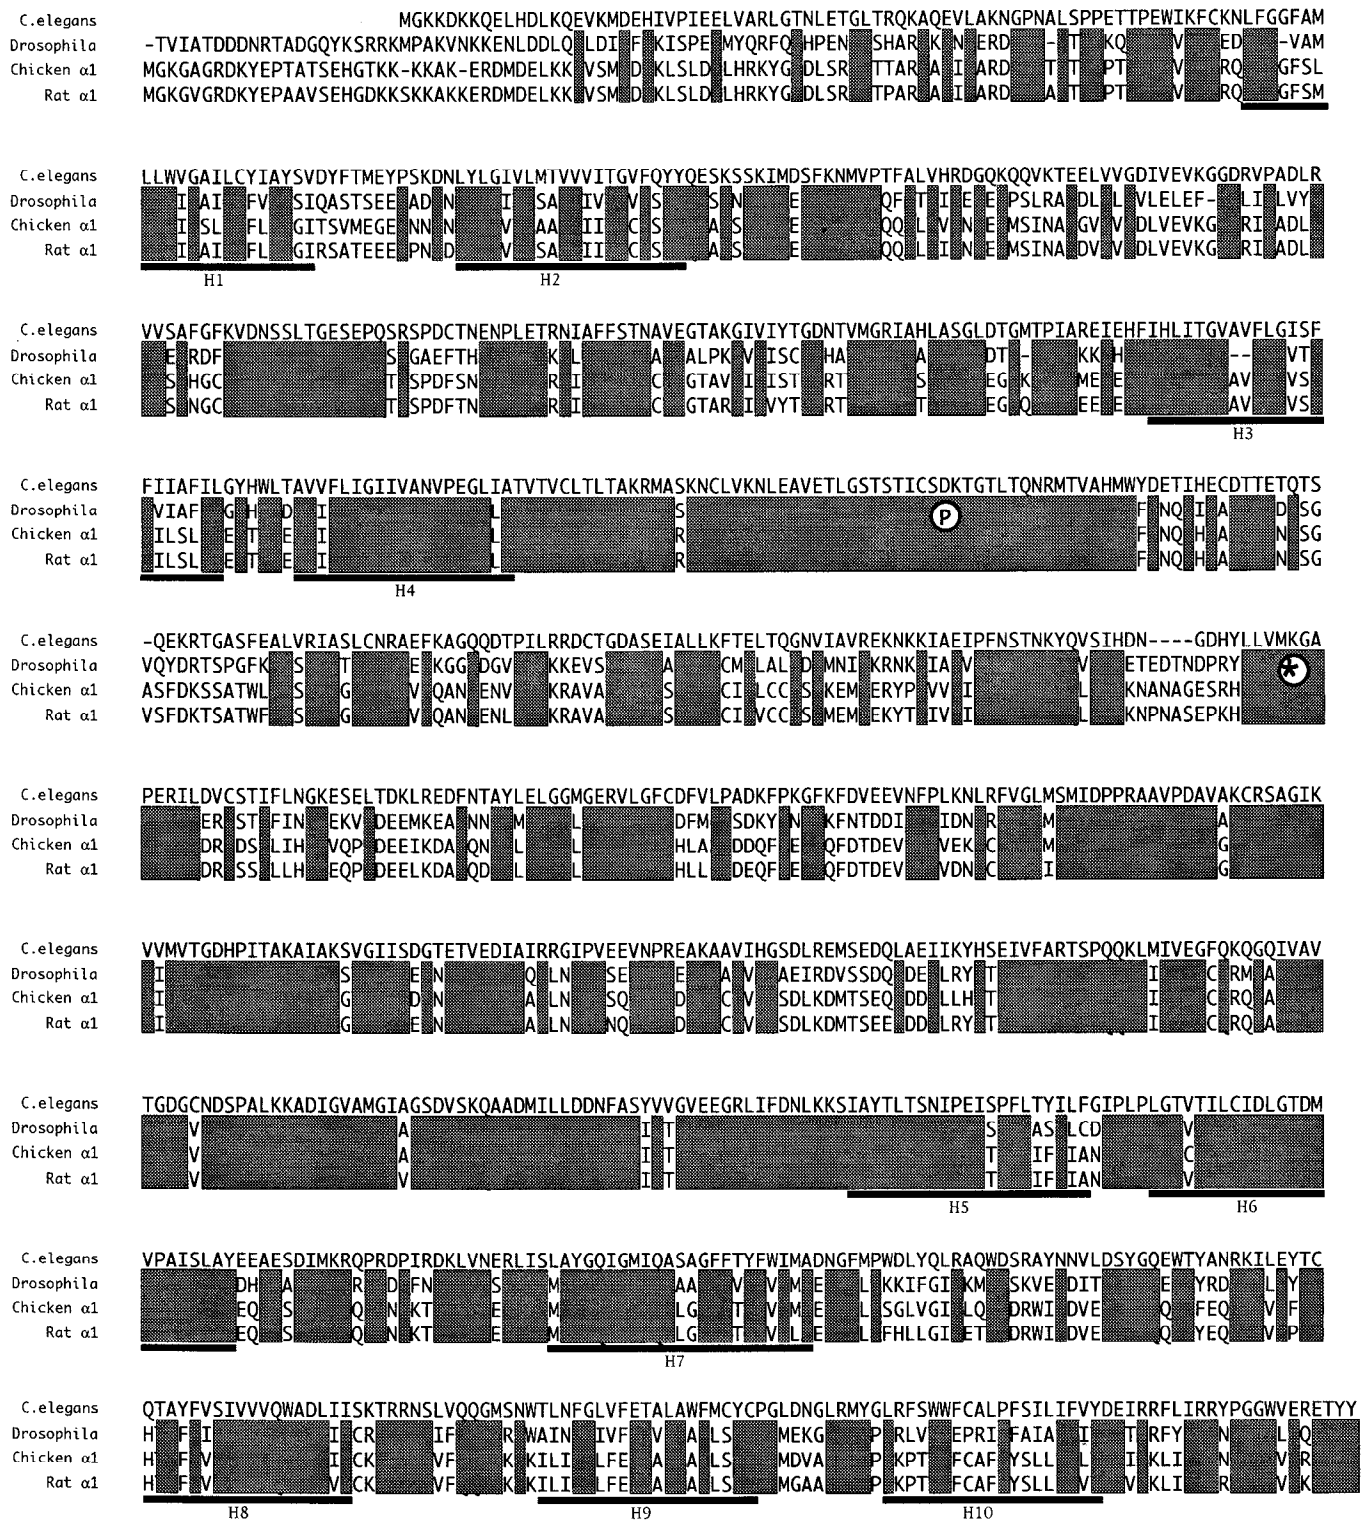 C.elegans MGKKDKKQELHDLKQEVKMDEHIVPIEELVARLGTNLETGLTRQKAQEVLAKNGPNALSPPETTPEWIKFCKNLFGGFAM
Drosophila -TVIATDDDNRTADGQYKSRRKMPAKVNKKENLDDLQ LDI F KISPE MYQRFQ HPEN SHAR K N ERD - T KQ V ED -VAM
Chicken α1 MGKGAGRDKYEPTATSEHGTKK-KKAK-ERDMDELKK VSM D KLSLD LHRKYG DLSR TTAR A I ARD T T PT V RQ GFSL
Rat α1 MGKGVGRDKYEPAAVSEHGDKKSKKAKKERDMDELKK VSM D KLSLD LHRKYG DLSR TPAR A I ARD A T PT V RQ GFSM
C.elegans LLWVGAILCYIAYSVDYFTMEYPSKDNLYLGIVLMTVVVITGVFQYYQESKSSKIMDSFKNMVPTFALVHRDGQKQQVKTEELVVGDIVEVKGGDRVPADLR
Drosophila I AI FV SIQASTSEE AD N I SA IV V S S N E QF T I E E PSLRA DL L VLELEF- LI LVY
Chicken α1 I SL FL GITSVMEGE NN N V AA II C S A S E QQ L V N E MSINA GV V DLVEVKG RI ADL
Rat α1 I AI FL GIRSATEEE PN D V SA II C S A S E QQ L I N E MSINA DV V DLVEVKG RI ADL
H1 H2
C.elegans VVSAFGFKVDNSSLTGESEPQSRSPDCTNENPLETRNIAFFSTNAVEGTAKGIVIYTGDNTVMGRIAHLASGLDTGMTPIAREIEHFIHLITGVAVFLGISF
Drosophila E RDF S GAEFTH K L A ALPK V ISC HA A DT - KK H -- VT
Chicken α1 S HGC T SPDFSN R I C GTAV I IST RT S EG K ME E AV VS
Rat α1 S NGC T SPDFTN R I C GTAR I VYT RT T EG Q EE E AV VS
H3
C.elegans FIIAFILGYHWLTAVVFLIGIIVANVPEGLIATVTVCLTLTAKRMASKNCLVKNLEAVETLGSTSTICSDKTGTLTQNRMTVAHMWYDETIHECDTTETQTS
Drosophila VIAF G H D I L S P F NQ I A D SG
Chicken α1 ILSL E T E I L R F NQ H A N SG
Rat α1 ILSL E T E I L R F NQ H A N SG
H4
C.elegans -QEKRTGASFEALVRIASLCNRAEFKAGQQDTPILRRDCTGDASEIALLKFTELTQGNVIAVREKNKKIAEIPFNSTNKYQVSIHDN----GDHYLLVMKGA
Drosophila VQYDRTSPGFK S T E KGG DGV KKEVS A CM LAL D MNI KRNK IA V V ETEDTNDPRY *
Chicken α1 ASFDKSSATWL S G V QAN ENV KRAVA S CI LCC S KEM ERYP VV I L KNANAGESRH
Rat α1 VSFDKTSATWF S G V QAN ENL KRAVA S CI VCC S MEM EKYT IV I L KNPNASEPKH
C.elegans PERILDVCSTIFLNGKESELTDKLREDFNTAYLELGGMGERVLGFCDFVLPADKFPKGFKFDVEEVNFPLKNLRFVGLMSMIDPPRAAVPDAVAKCRSAGIK
Drosophila ER ST FIN EKV DEEMKEA NN M L DFM SDKY N KFNTDDI IDN R M A
Chicken α1 DR DS LIH VQP DEEIKDA QN L L HLA DDQF E QFDTDEV VEK C M G
Rat α1 DR SS LLH EQP DEELKDA QD L L HLL DEQF E QFDTDEV VDN C I G
C.elegans VVMVTGDHPITAKAIAKSVGIISDGTETVEDIAIRRGIPVEEVNPREAKAAVIHGSDLREMSEDQLAEIIKYHSEIVFARTSPQQKLMIVEGFQKQGQIVAV
Drosophila I S E N Q LN SE E A V AEIRDVSSDQ DE LRY T I C RM A
Chicken α1 I G D N A LN SQ D C V SDLKDMTSEQ DD LLH T I C RQ A
Rat α1 I G E N A LN NQ D C V SDLKDMTSEE DD LRY T I C RQ A
C.elegans TGDGCNDSPALKKADIGVAMGIAGSDVSKQAADMILLDDNFASYVVGVEEGRLIFDNLKKSIAYTLTSNIPEISPFLTYILFGIPLPLGTVTILCIDLGTDM
Drosophila V A I T S AS LCD V
Chicken α1 V A I T T IF IAN C
Rat α1 V V I T T IF IAN V
H5 H6
C.elegans VPAISLAYEEAESDIMKRQPRDPIRDKLVNERLISLAYGQIGMIQASAGFFTYFWIMADNGFMPWDLYQLRAQWDSRAYNNVLDSYGQEWTYANRKILEYTC
Drosophila DH A R D FN S M AA V V M E L KKIFGI KM SKVE DIT E YRD L Y
Chicken α1 EQ S Q N KT E M LG T V M E L SGLVGI LQ DRWI DVE Q FEQ V F
Rat α1 EQ S Q N KT E M LG T V L E L FHLLGI ET DRWI DVE Q YEQ V P
H7
C.elegans QTAYFVSIVVVQWADLIISKTRRNSLVQQGMSNWTLNFGLVFETALAWFMCYCPGLDNGLRMYGLRFSWWFCALPFSILIFVYDEIRRFLIRRYPGGWVERETYY
Drosophila H F I I CR IF R WAIN IVF V A LS MEKG P RLV EPRI FAIA I T RFY N L Q
Chicken α1 H F V I CK VF K KILI LFE A A LS MDVA P KPT FCAF YSLL L I KLI N V R
Rat α1 H F V V CK VF K KILI LFE A A LS MGAA P KPT FCAF YSLL V V KLI R V K
H8 H9 H10